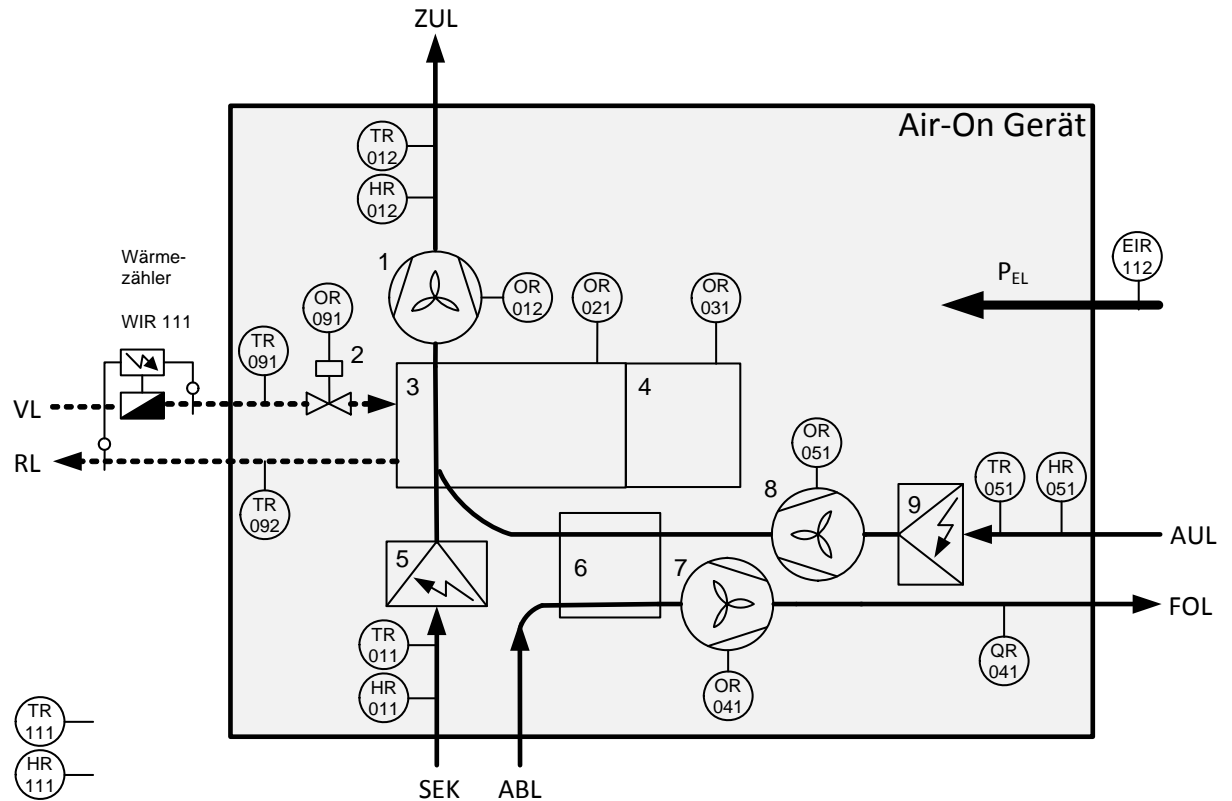 ZUL
Air-On Gerät
TR
012
HR
012
EIR
112
Wärme-
zähler
1
P_EL
OR
091
OR
012
OR
021
OR
031
WIR 111
TR
091
2
3
4
VL
OR
051
RL
TR
051
HR
051
8
9
TR
092
AUL
5
6
7
FOL
TR
011
QR
041
HR
011
OR
041
TR
111
HR
111
SEK
ABL